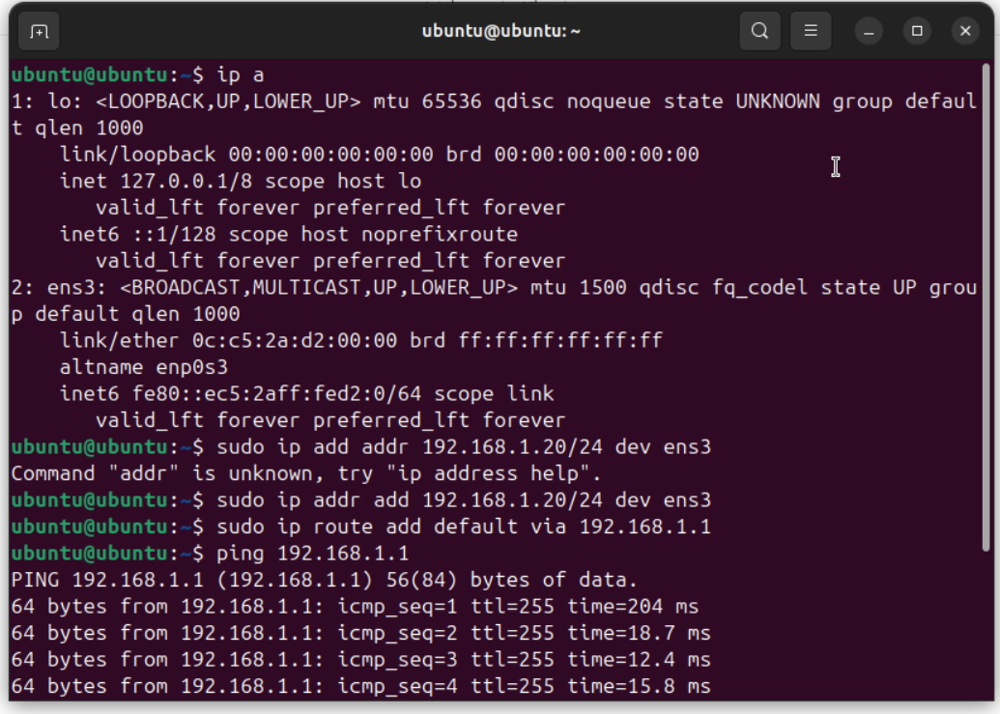 ubuntu@ubuntu: ~
ubuntu@ubuntu:~$ ip a
1: lo: <LOOPBACK,UP,LOWER_UP> mtu 65536 qdisc noqueue state UNKNOWN group defaul
t qlen 1000
    link/loopback 00:00:00:00:00:00 brd 00:00:00:00:00:00
    inet 127.0.0.1/8 scope host lo
       valid_lft forever preferred_lft forever
    inet6 ::1/128 scope host noprefixroute
       valid_lft forever preferred_lft forever
2: ens3: <BROADCAST,MULTICAST,UP,LOWER_UP> mtu 1500 qdisc fq_codel state UP grou
p default qlen 1000
    link/ether 0c:c5:2a:d2:00:00 brd ff:ff:ff:ff:ff:ff
    altname enp0s3
    inet6 fe80::ec5:2aff:fed2:0/64 scope link
       valid_lft forever preferred_lft forever
ubuntu@ubuntu:~$ sudo ip add addr 192.168.1.20/24 dev ens3
Command "addr" is unknown, try "ip address help".
ubuntu@ubuntu:~$ sudo ip addr add 192.168.1.20/24 dev ens3
ubuntu@ubuntu:~$ sudo ip route add default via 192.168.1.1
ubuntu@ubuntu:~$ ping 192.168.1.1
PING 192.168.1.1 (192.168.1.1) 56(84) bytes of data.
64 bytes from 192.168.1.1: icmp_seq=1 ttl=255 time=204 ms
64 bytes from 192.168.1.1: icmp_seq=2 ttl=255 time=18.7 ms
64 bytes from 192.168.1.1: icmp_seq=3 ttl=255 time=12.4 ms
64 bytes from 192.168.1.1: icmp_seq=4 ttl=255 time=15.8 ms